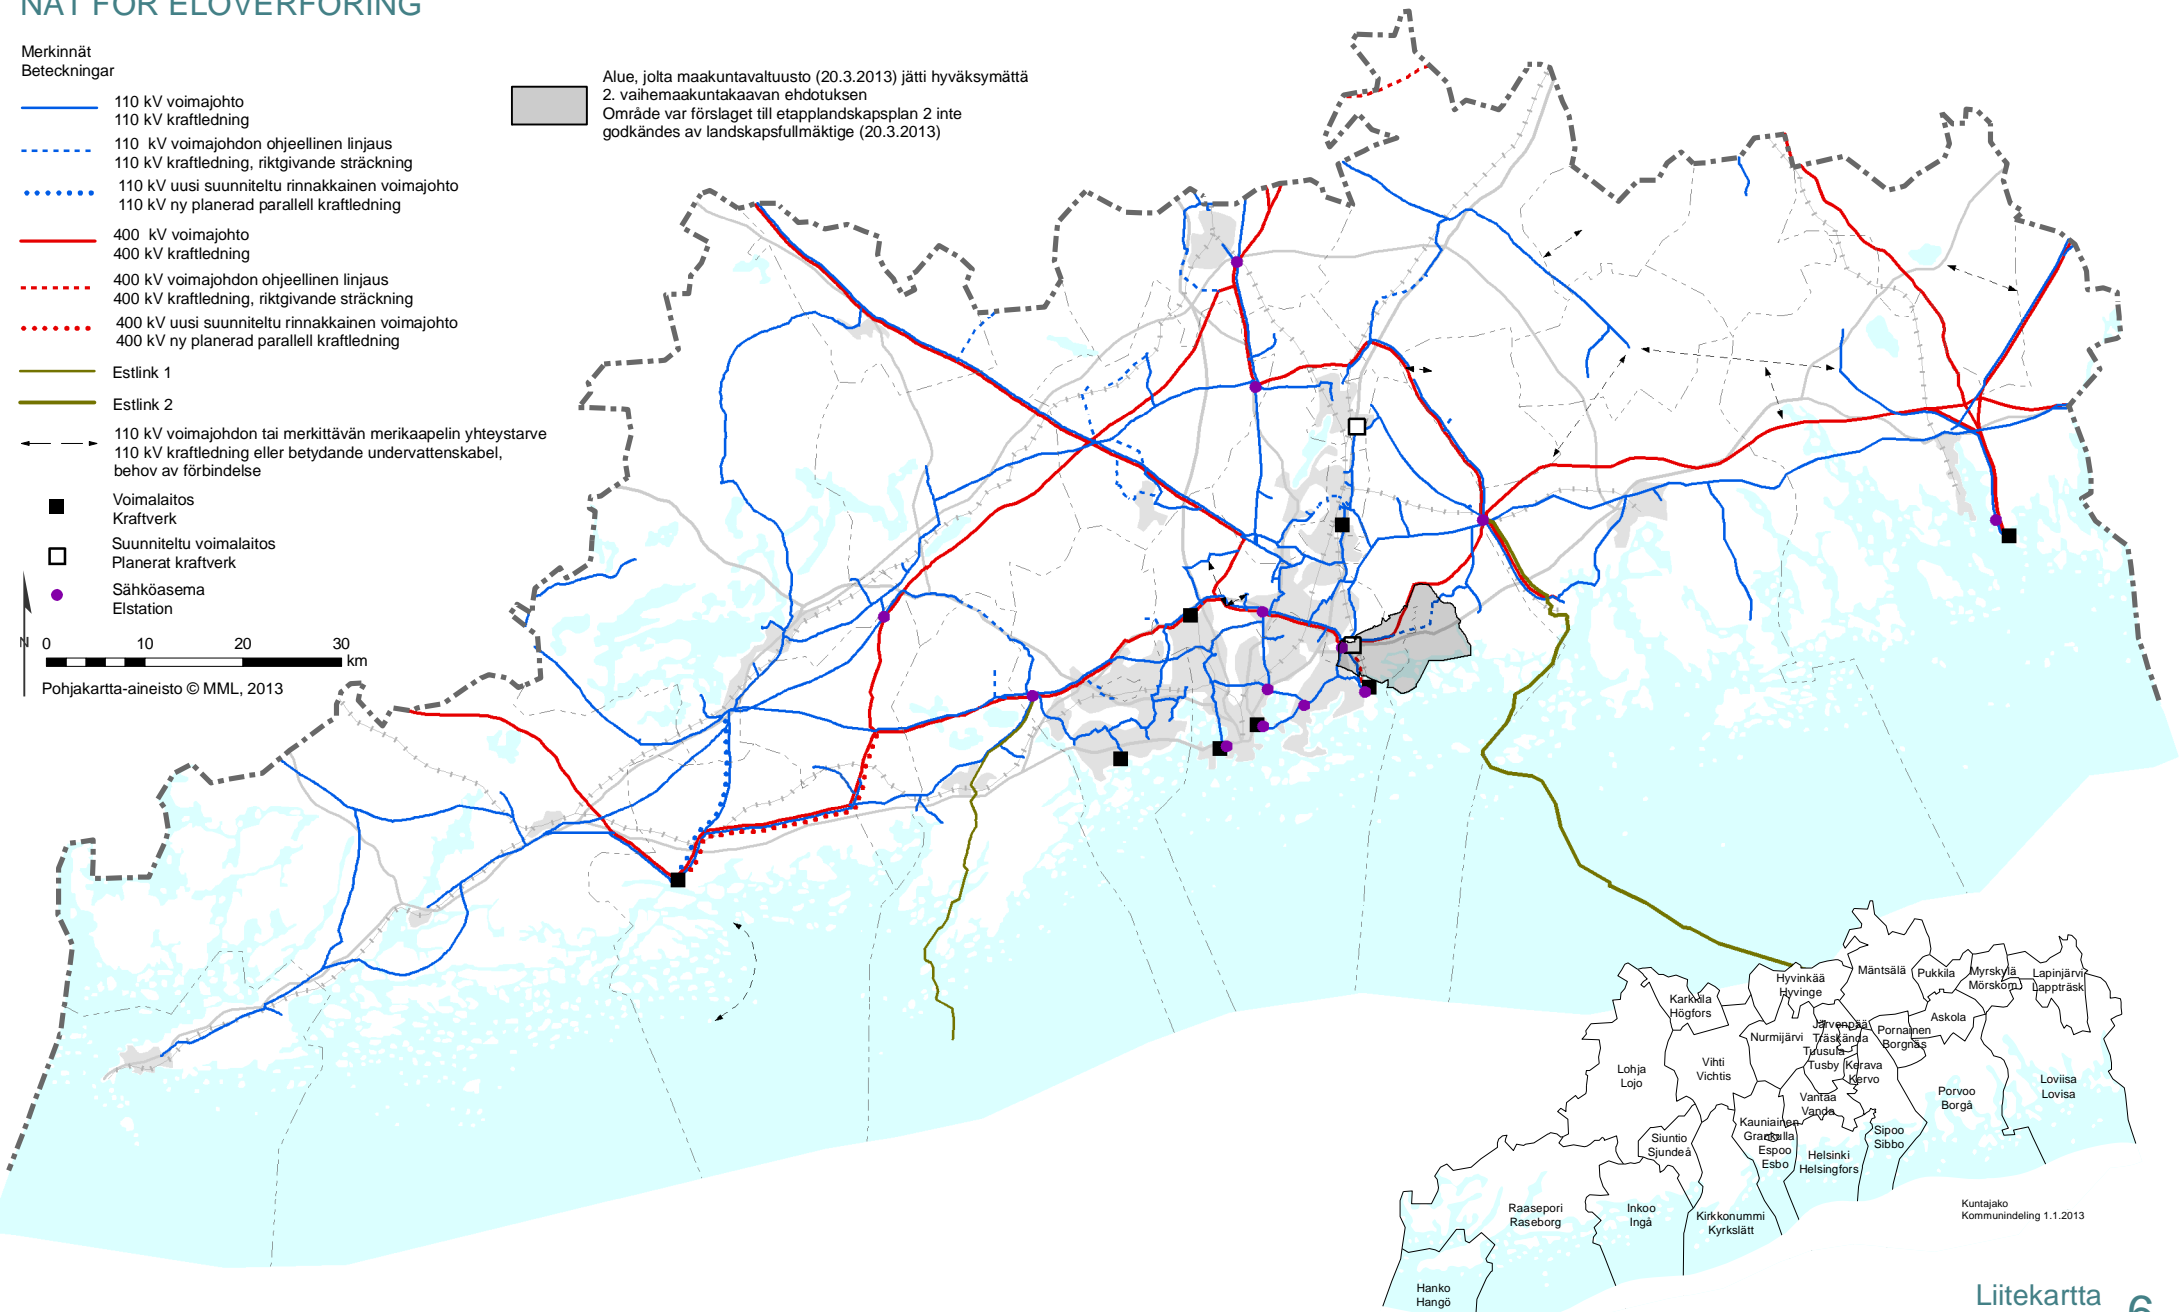 NÄT FÖR ELÖVERFÖRING
Merkinnät
Beteckningar
110 kV voimajohto
110 kV kraftledning
110 kV voimajohdon ohjeellinen linjaus
110 kV kraftledning, riktgivande sträckning
110 kV uusi suunniteltu rinnakkainen voimajohto
110 kV ny planerad parallell kraftledning
400 kV voimajohto
400 kV kraftledning
400 kV voimajohdon ohjeellinen linjaus
400 kV kraftledning, riktgivande sträckning
400 kV uusi suunniteltu rinnakkainen voimajohto
400 kV ny planerad parallell kraftledning
Estlink 1
Estlink 2
110 kV voimajohdon tai merkittävän merikaapelin yhteystarve
110 kV kraftledning eller betydande undervattenskabel,
behov av förbindelse
Voimalaitos
Kraftverk
Suunniteltu voimalaitos
Planerat kraftverk
Sähköasema
Elstation
N
0 10 20 30
km
Pohjakartta-aineisto © MML, 2013
Alue, jolta maakuntavaltuusto (20.3.2013) jätti hyväksymättä
2. vaihemaakuntakaavan ehdotuksen
Område var förslaget till etapplandskapsplan 2 inte
godkändes av landskapsfullmäktige (20.3.2013)
Hyvinkää
Hyvinge
Mäntsälä
Pukkila
Myrskylä
Mörskom
Lapinjärvi
Lappträsk
Karkkila
Högfors
Askola
Nurmijärvi
Järvenpää
Träskända
Tuusula
Tusby
Pornainen
Borgnäs
Kerava
Kervo
Lohja
Lojo
Vihti
Vichtis
Loviisa
Lovisa
Porvoo
Borgå
Vantaa
Vanda
Kauniainen
Grankulla
Espoo
Esbo
Siuntio
Sjundeå
Sipoo
Sibbo
Helsinki
Helsingfors
Raasepori
Raseborg
Inkoo
Ingå
Kirkkonummi
Kyrkslätt
Hanko
Hangö
Kuntajako
Kommunindeling 1.1.2013
Liitekartta
6